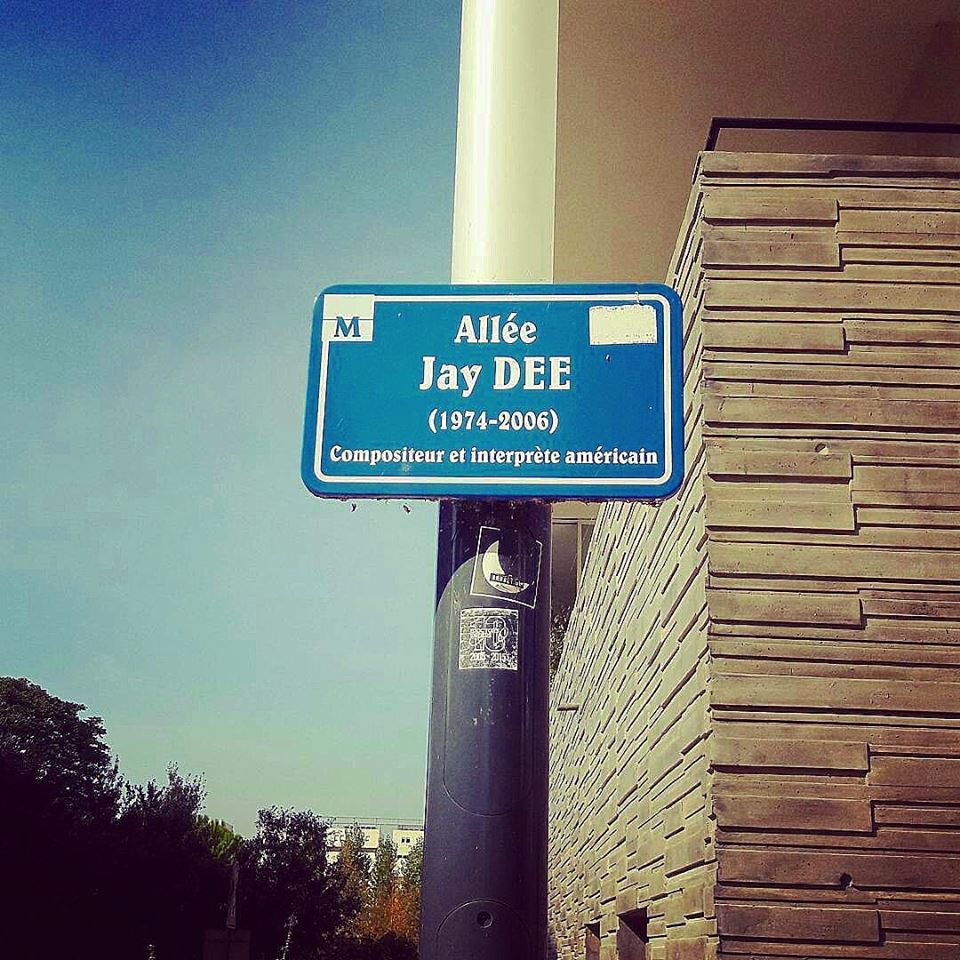 M
Allée
Jay DEE
(1974-2006)
Compositeur et interprète américain